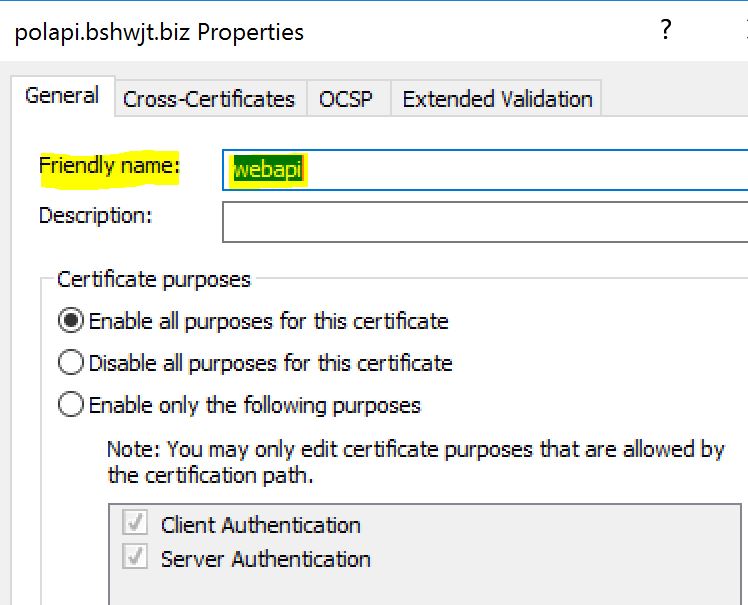 polapi.bshwjt.biz Properties ?
General Cross-Certificates OCSP Extended Validation
Friendly name: webapi
Description:
Certificate purposes
Enable all purposes for this certificate
Disable all purposes for this certificate
Enable only the following purposes
Note: You may only edit certificate purposes that are allowed by
the certification path.
Client Authentication
Server Authentication